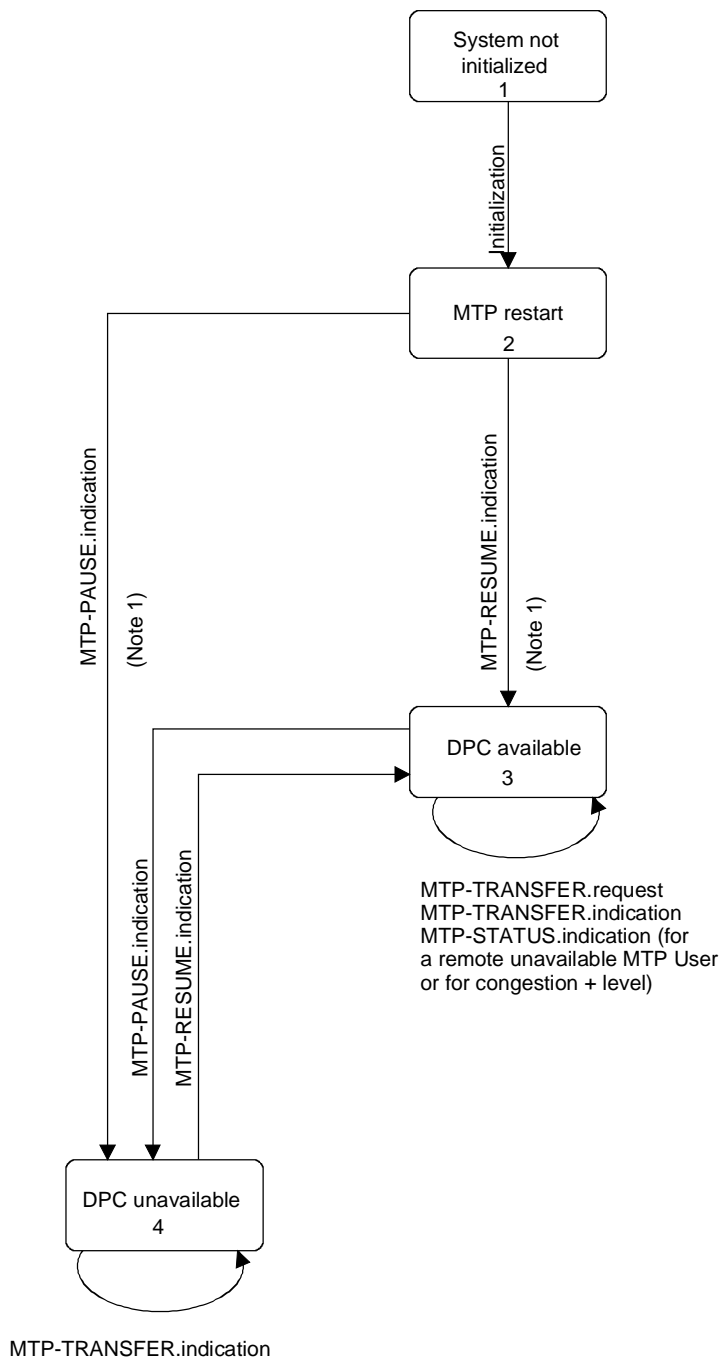 System not
initialized
1
Initialization
MTP restart
2
MTP-PAUSE.indication
(Note 1)
MTP-RESUME.indication
(Note 1)
DPC available
3
MTP-TRANSFER.request
MTP-TRANSFER.indication
MTP-STATUS.indication (for
a remote unavailable MTP User
or for congestion + level)
MTP-PAUSE.indication
MTP-RESUME.indication
DPC unavailable
4
MTP-TRANSFER.indication